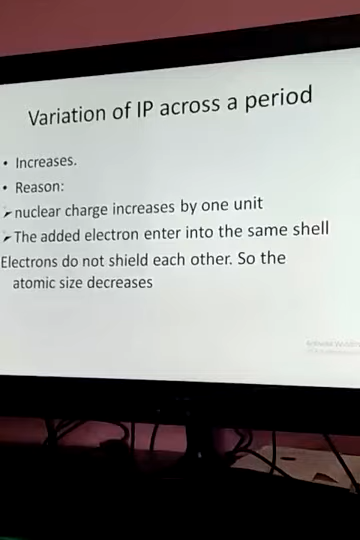 Variation of IP across a period
• Increases.
• Reason:
➢ nuclear charge increases by one unit
➢ The added electron enter into the same shell
Electrons do not shield each other. So the
atomic size decreases